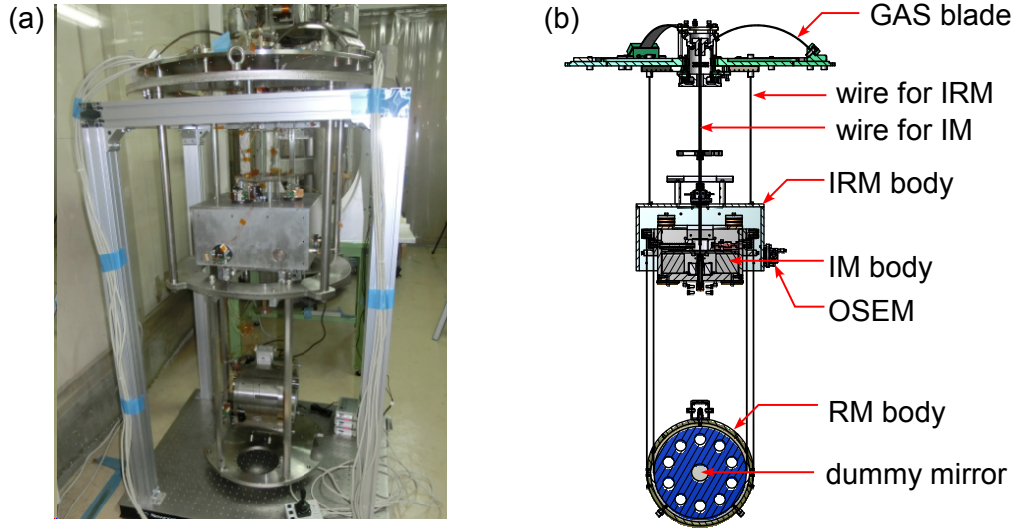 (a)
(b)
GAS blade
wire for IRM
wire for IM
IRM body
IM body
OSEM
RM body
dummy mirror